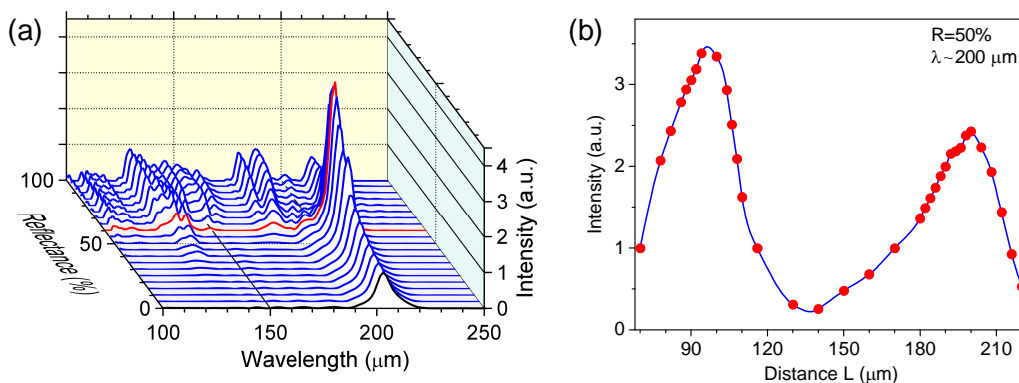 (a)
100
50
0
Reflectance (%)
100
150
200
250
Wavelength (μm)
0
1
2
3
4
Intensity (a.u.)
(b)
R=50%
λ~200 μm
3
2
1
0
Intensity (a.u.)
90
120
150
180
210
Distance L (μm)